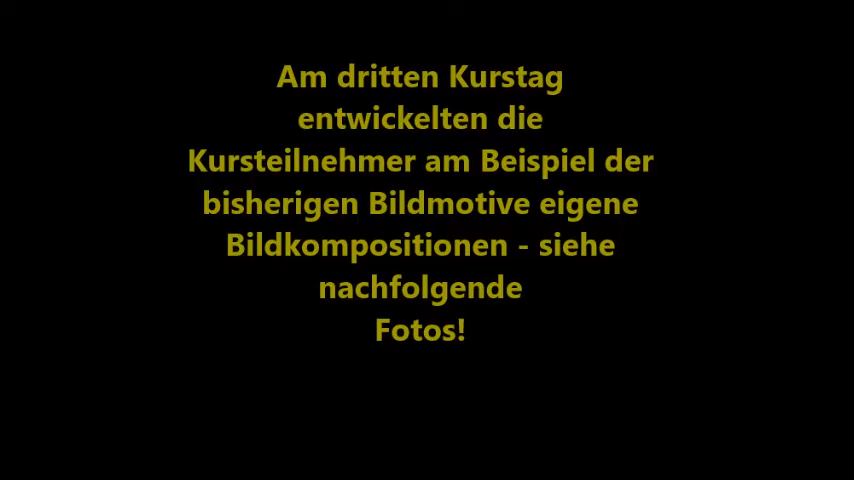 Am dritten Kurstag
entwickelten die
Kursteilnehmer am Beispiel der
bisherigen Bildmotive eigene
Bildkompositionen - siehe
nachfolgende
Fotos!